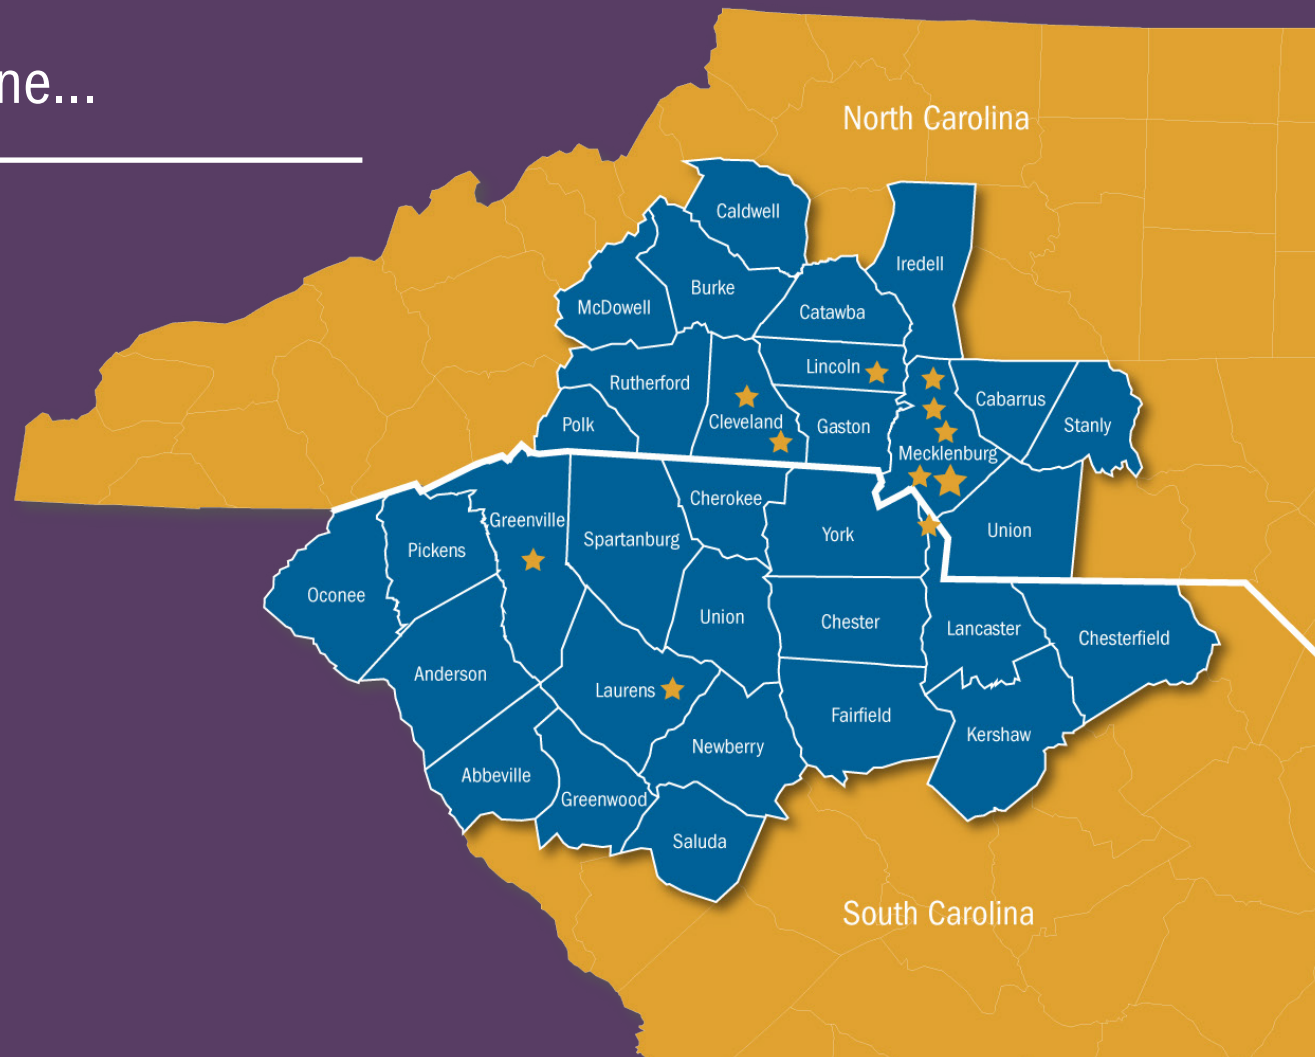 ne...
North Carolina
Caldwell
Iredell
Burke
McDowell
Catawba
Lincoln
Rutherford
Cabarrus
Cleveland
Polk
Gaston
Stanly
Mecklenburg
Cherokee
Greenville
Spartanburg
York
Union
Pickens
Oconee
Union
Chester
Lancaster
Chesterfield
Anderson
Laurens
Fairfield
Kershaw
Newberry
Abbeville
Greenwood
Saluda
South Carolina